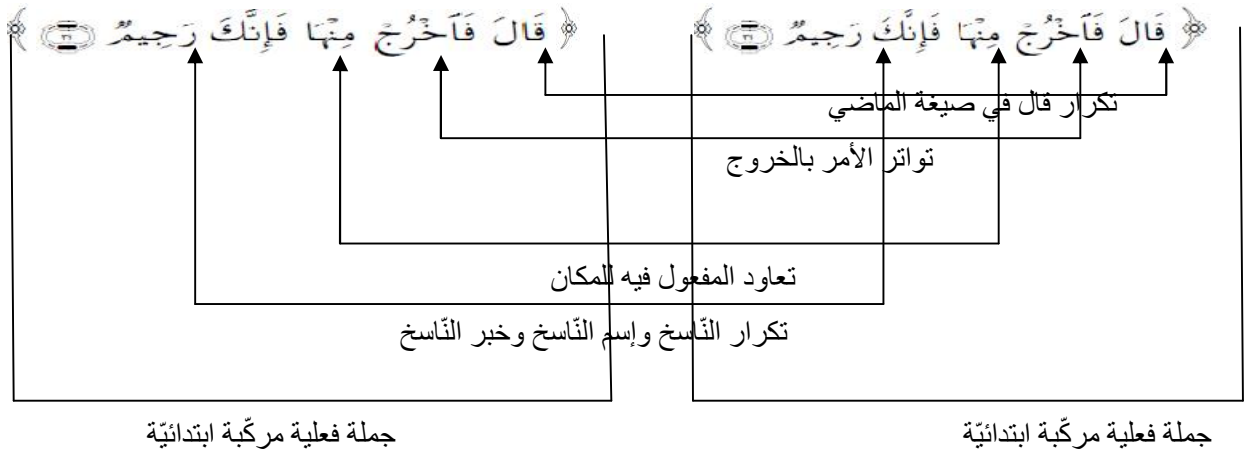 ﴿ قَالَ فَٱخْرُجْ مِنْهَا فَإِنَّكَ رَجِيمٌ ﴾ ﴿ قَالَ فَٱخْرُجْ مِنْهَا فَإِنَّكَ رَجِيمٌ ﴾
تكرار قال في صيغة الماضي
تواتر الأمر بالخروج
تعاود المفعول فيه للمكان
تكرار النّاسخ وإسم النّاسخ وخبر النّاسخ
جملة فعلية مركّبة ابتدائيّة جملة فعلية مركّبة ابتدائيّة